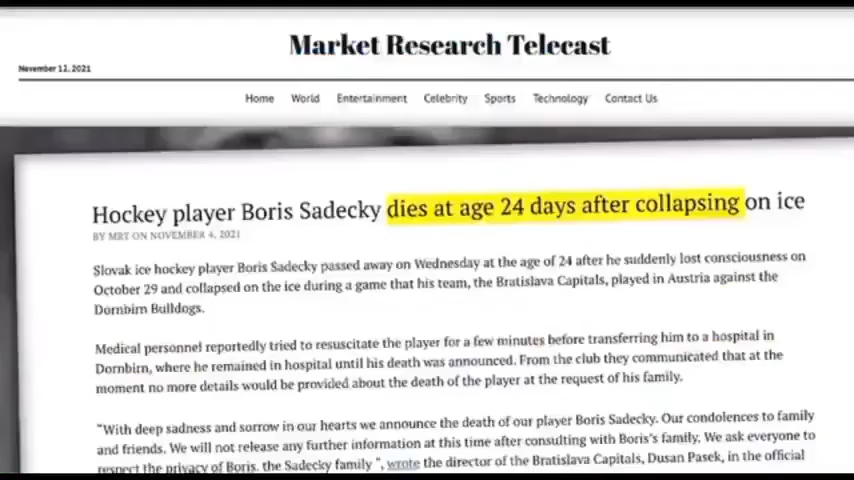 Market Research Telecast
November 12, 2021
Home World Entertainment Celebrity Sports Technology Contact Us
Hockey player Boris Sadecky dies at age 24 days after collapsing on ice
BY MRT ON NOVEMBER 4, 2021
Slovak ice hockey player Boris Sadecky passed away on Wednesday at the age of 24 after he suddenly lost consciousness on
October 29 and collapsed on the ice during a game that his team, the Bratislava Capitals, played in Austria against the
Dornbirn Bulldogs.
Medical personnel reportedly tried to resuscitate the player for a few minutes before transferring him to a hospital in
Dornbirn, where he remained in hospital until his death was announced. From the club they communicated that at the
moment no more details would be provided about the death of the player at the request of his family.
"With deep sadness and sorrow in our hearts we announce the death of our player Boris Sadecky. Our condolences to family
and friends. We will not release any further information at this time after consulting with Boris's family. We ask everyone to
respect the privacy of Boris, the Sadecky family ", wrote the director of the Bratislava Capitals, Dusan Pasek, in the official